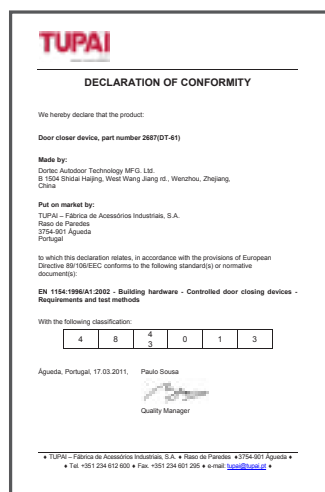 TUPAI
DECLARATION OF CONFORMITY
We hereby declare that the product:
Door closer device, part number 2687(DT-61)
Made by:
Dortec Autodoor Technology MFG. Ltd.
B 1504 Shidai Haijing, West Wang Jiang rd., Wenzhou, Zhejiang,
China
Put on market by:
TUPAI – Fábrica de Acessórios Industriais, S.A.
Raso de Paredes
3754-901 Águeda
Portugal
to which this declaration relates, in accordance with the provisions of European
Directive 89/106/EEC conforms to the following standard(s) or normative
document(s):
EN 1154:1996/A1:2002 - Building hardware - Controlled door closing devices -
Requirements and test methods
With the following classification:
4 8 4 0 1 3
3
Águeda, Portugal, 17.03.2011, Paulo Sousa
Quality Manager
♦ TUPAI – Fábrica de Acessórios Industriais, S.A. ♦ Raso de Paredes ♦3754-901 Águeda ♦
♦ Tel. +351 234 612 600 ♦ Fax. +351 234 601 295 ♦ e-mail: tupai@tupai.pt ♦